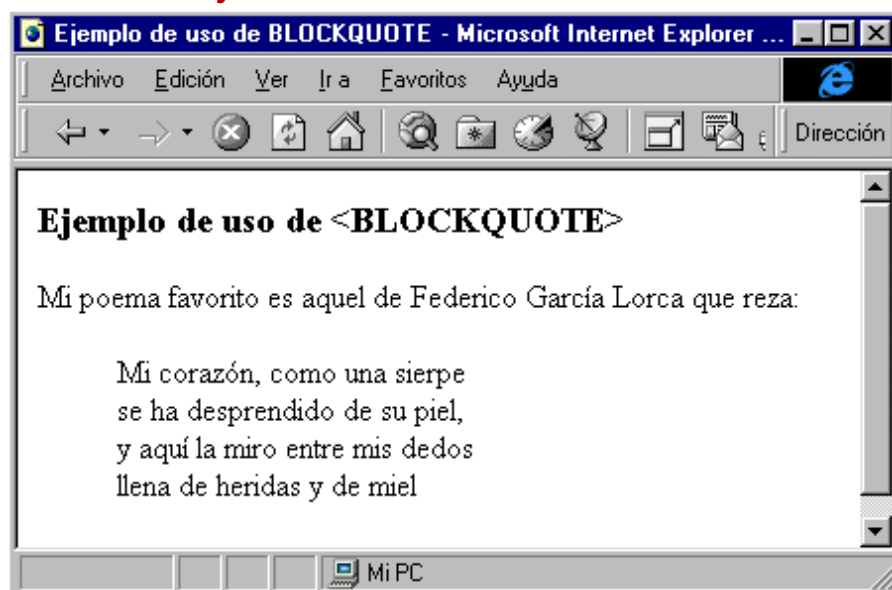 Ejemplo de uso de BLOCKQUOTE - Microsoft Internet Explorer ...
Archivo Edición Ver Ir a Favoritos Ayuda
Dirección
Ejemplo de uso de <BLOCKQUOTE>
Mi poema favorito es aquel de Federico García Lorca que reza:
Mi corazón, como una sierpe
se ha desprendido de su piel,
y aquí la miro entre mis dedos
llena de heridas y de miel
Mi PC